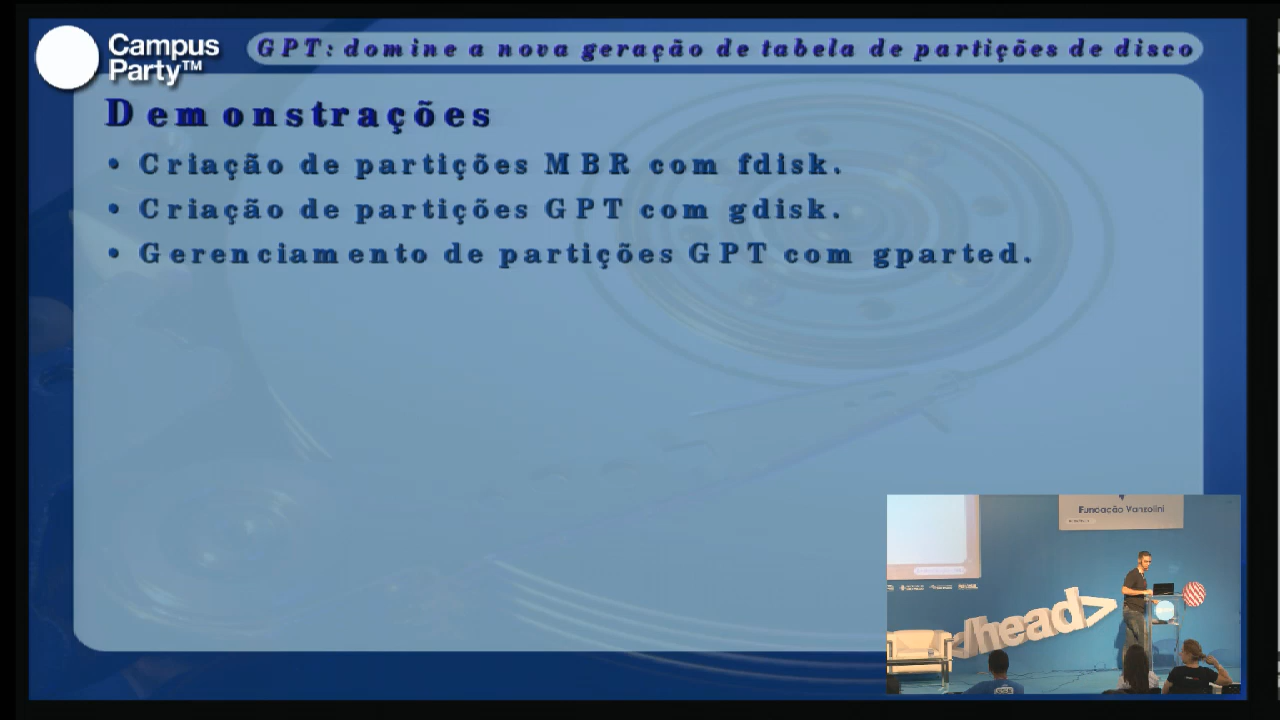 Campus
Party™
GPT: domine a nova geração de tabela de partições de disco
Demonstrações
• Criação de partições MBR com fdisk.
• Criação de partições GPT com gdisk.
• Gerenciamento de partições GPT com gparted.
Fundação Vanzolini
/head>